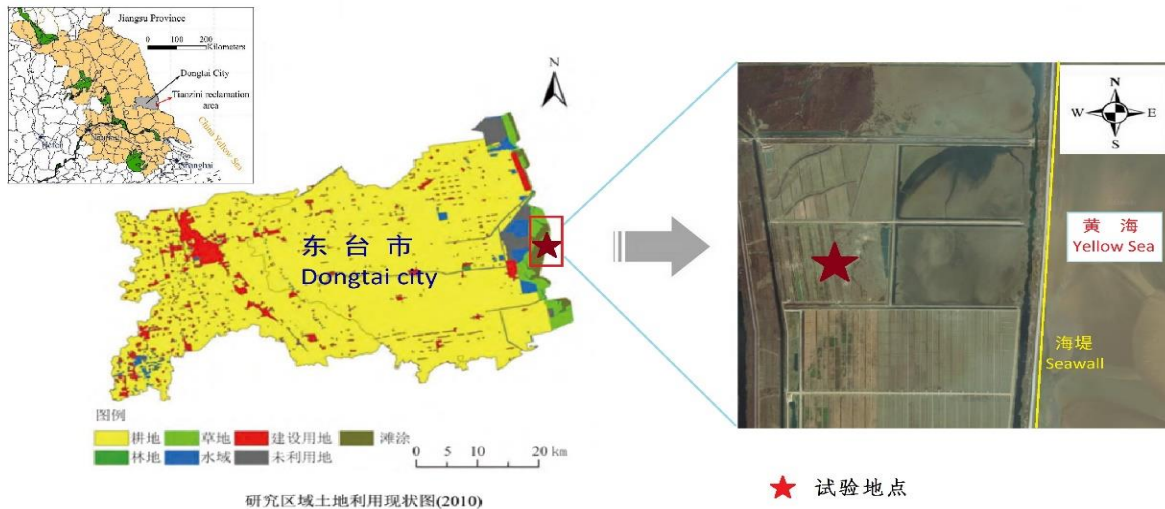 Jiangsu Province
0 100 200
Kilometers
Dongtai City
Tianzini reclamation
area
China Yellow Sea
Shanghai
N
东台市
Dongtai city
图例
耕地 草地 建设用地 滩涂
林地 水域 未利用地
0 5 10 20 km
研究区域土地利用现状图(2010)
N
W E
S
黄海
Yellow Sea
海堤
Seawall
试验地点